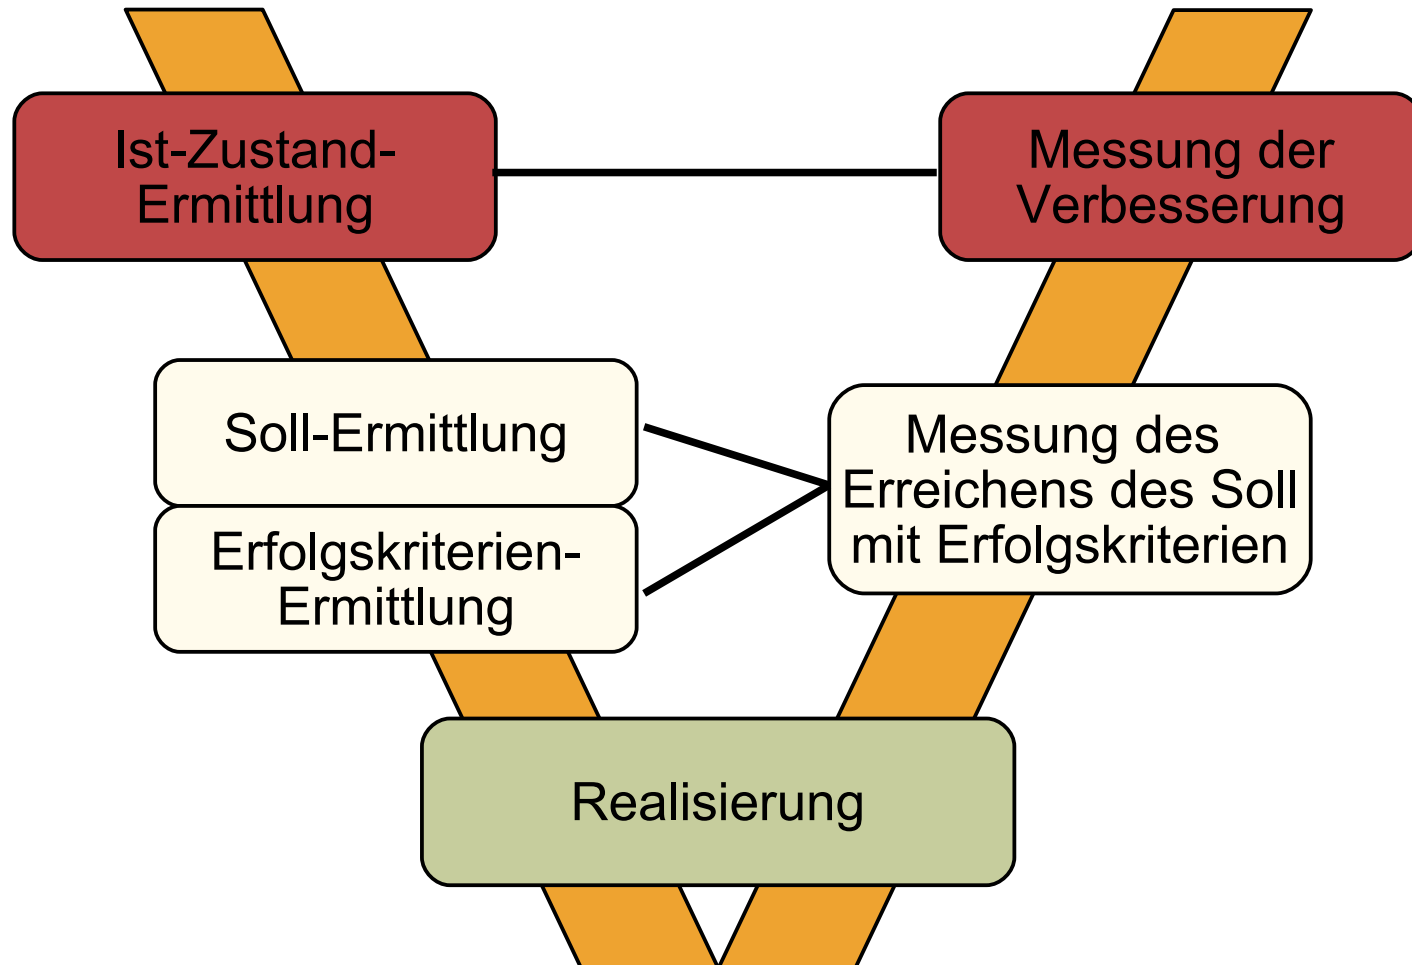 Ist-Zustand-
Ermittlung
Messung der
Verbesserung
Soll-Ermittlung
Erfolgskriterien-
Ermittlung
Messung des
Erreichens des Soll
mit Erfolgskriterien
Realisierung